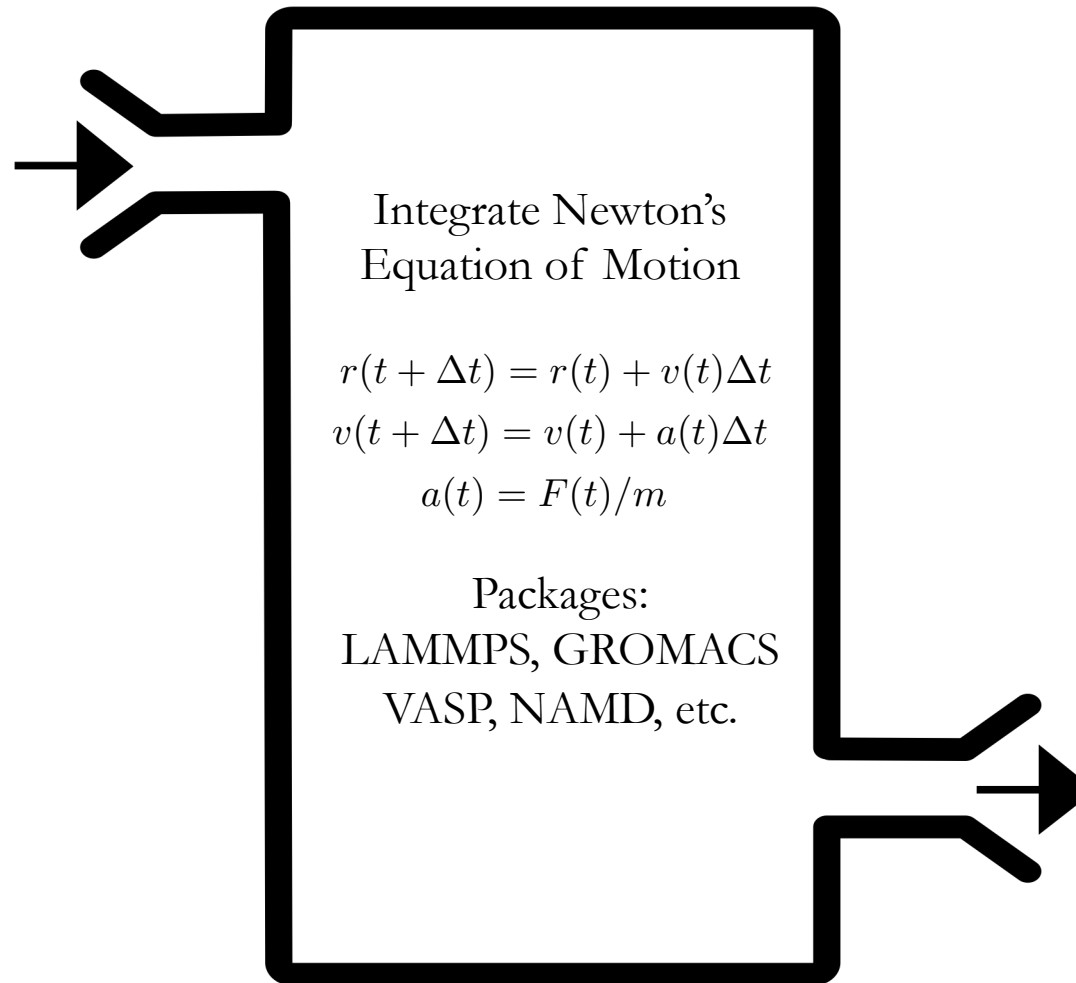 Integrate Newton’s
Equation of Motion
r(t + Δt) = r(t) + v(t)Δt
v(t + Δt) = v(t) + a(t)Δt
a(t) = F(t)/m
Packages:
LAMMPS, GROMACS
VASP, NAMD, etc.